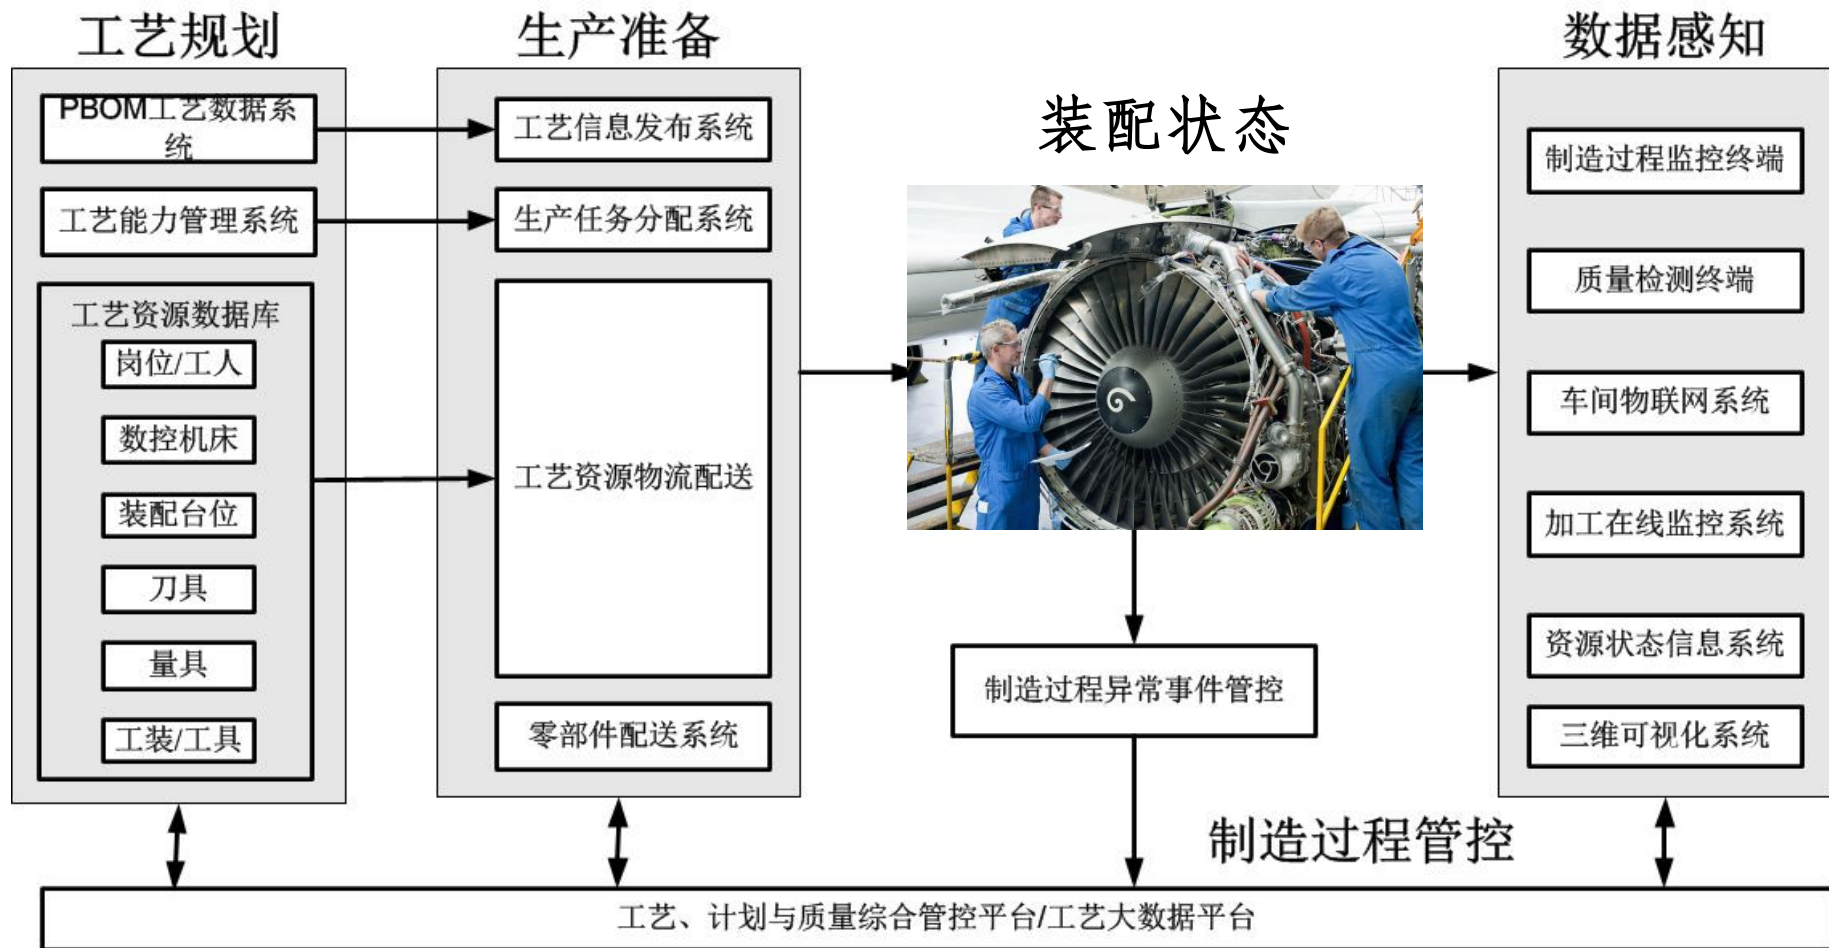 工艺规划
PBOM工艺数据系
统
工艺能力管理系统
工艺资源数据库
岗位/工人
数控机床
装配台位
刀具
量具
工装/工具
生产准备
工艺信息发布系统
生产任务分配系统
工艺资源物流配送
零部件配送系统
装配状态
制造过程异常事件管控
制造过程管控
数据感知
制造过程监控终端
质量检测终端
车间物联网系统
加工在线监控系统
资源状态信息系统
三维可视化系统
工艺、计划与质量综合管控平台/工艺大数据平台